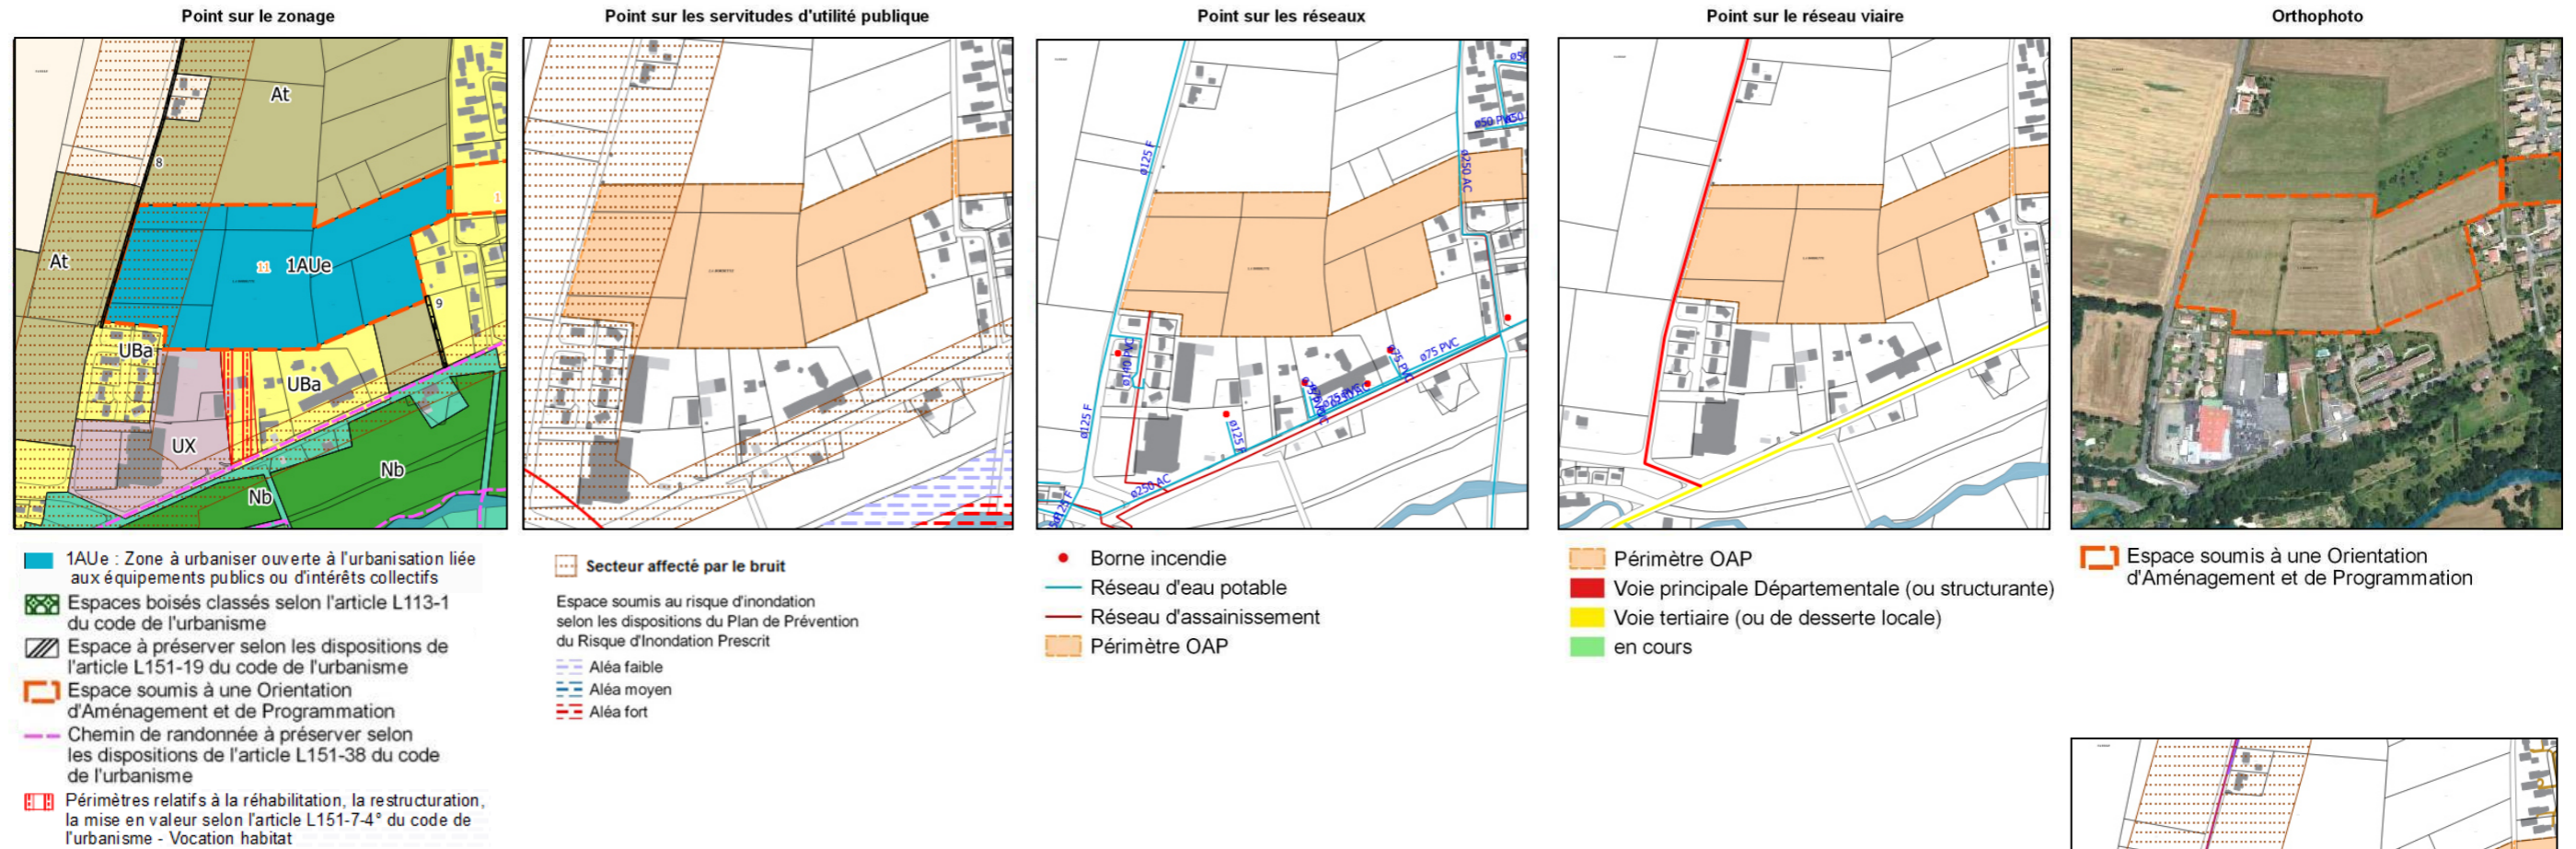 Point sur le zonage
At
8
At
11
1AUe
1
9
UBa
UBa
UX
Nb
Nb
1AUe : Zone à urbaniser ouverte à l'urbanisation liée
aux équipements publics ou d'intérêts collectifs
Espaces boisés classés selon l'article L113-1
du code de l'urbanisme
Espace à préserver selon les dispositions de
l'article L151-19 du code de l'urbanisme
Espace soumis à une Orientation
d'Aménagement et de Programmation
Chemin de randonnée à préserver selon
les dispositions de l'article L151-38 du code
de l'urbanisme
Périmètres relatifs à la réhabilitation, la restructuration,
la mise en valeur selon l'article L151-7-4° du code de
l'urbanisme - Vocation habitat
Point sur les servitudes d'utilité publique
Secteur affecté par le bruit
Espace soumis au risque d'inondation
selon les dispositions du Plan de Prévention
du Risque d'Inondation Prescrit
Aléa faible
Aléa moyen
Aléa fort
Point sur les réseaux
ø125 F
ø250 AC
ø140 PVC
ø75 PVC
ø75 PVC
ø125 F
ø125 F
ø250 AC
Borne incendie
Réseau d'eau potable
Réseau d'assainissement
Périmètre OAP
Point sur le réseau viaire
Périmètre OAP
Voie principale Départementale (ou structurante)
Voie tertiaire (ou de desserte locale)
en cours
Orthophoto
Espace soumis à une Orientation
d'Aménagement et de Programmation